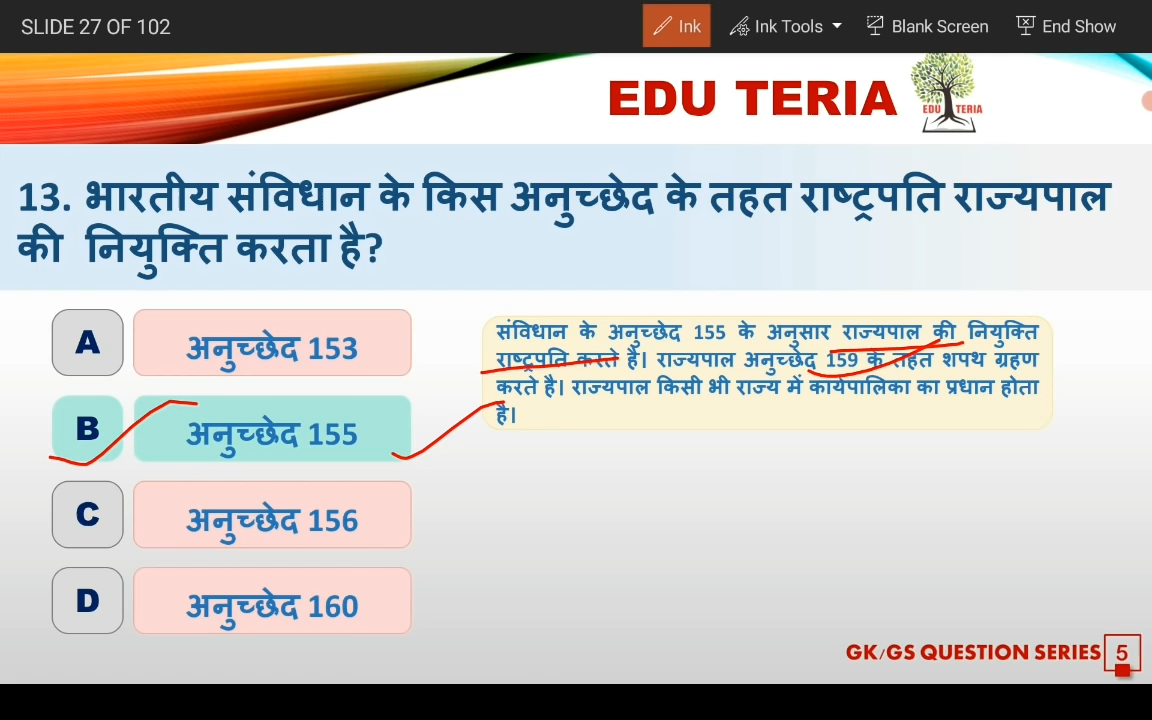 SLIDE 27 OF 102
Ink
Ink Tools
Blank Screen
End Show
EDU TERIA
EDU TERIA
13. भारतीय संविधान के किस अनुच्छेद के तहत राष्ट्रपति राज्यपाल
की नियुक्ति करता है?
A
अनुच्छेद 153
B
अनुच्छेद 155
C
अनुच्छेद 156
D
अनुच्छेद 160
संविधान के अनुच्छेद 155 के अनुसार राज्यपाल की नियुक्ति
राष्ट्रपति करते है। राज्यपाल अनुच्छेद 159 के तहत शपथ ग्रहण
करते है। राज्यपाल किसी भी राज्य में कार्यपालिका का प्रधान होता
है।
GK/GS QUESTION SERIES 5